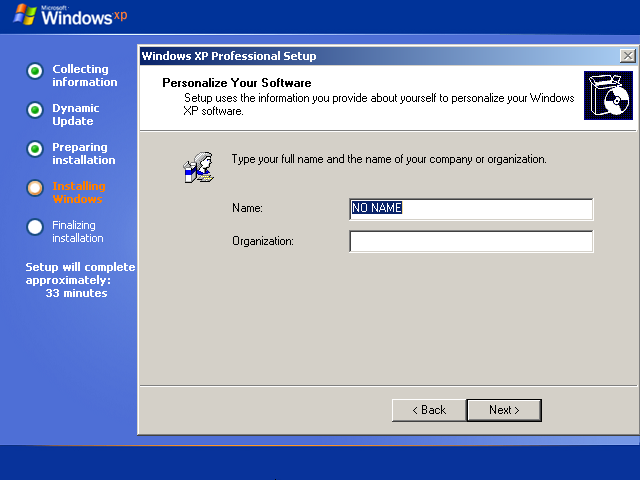 Microsoft
Windows xp
Windows XP Professional Setup
Collecting
information
Dynamic
Update
Preparing
installation
Installing
Windows
Finalizing
installation
Setup will complete
approximately:
33 minutes
Personalize Your Software
Setup uses the information you provide about yourself to personalize your Windows
XP software.
Type your full name and the name of your company or organization.
Name:
NO NAME
Organization:
< Back
Next >